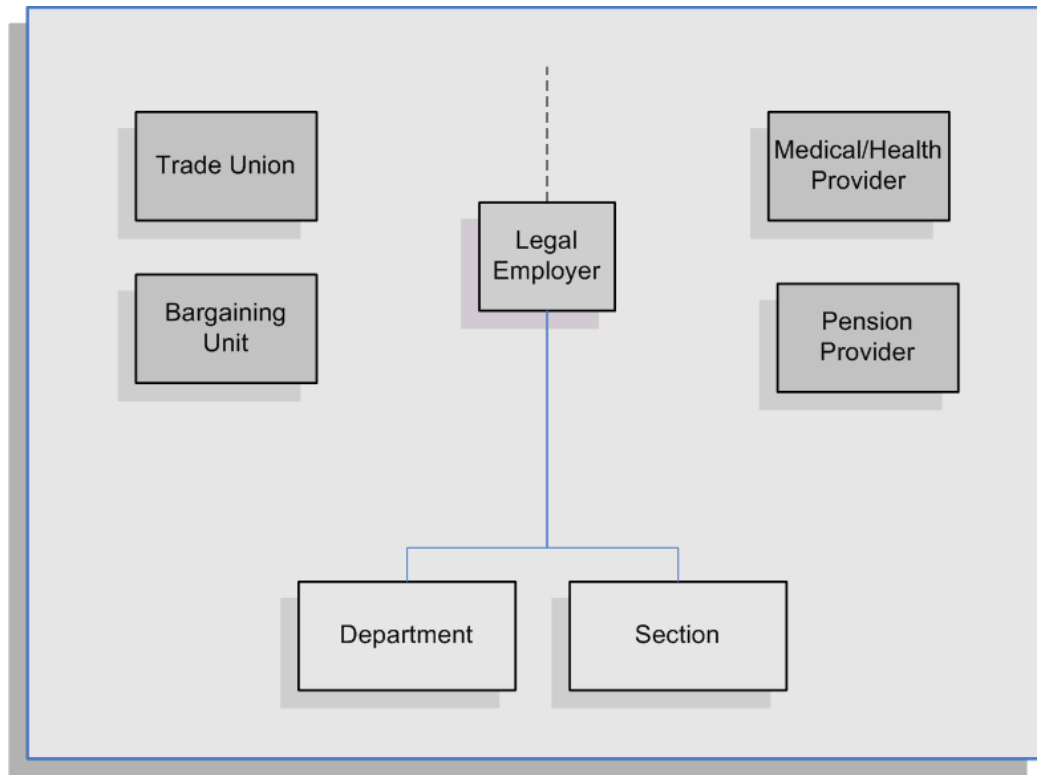 Trade Union
Medical/Health
Provider
Legal
Employer
Bargaining
Unit
Pension
Provider
Department
Section